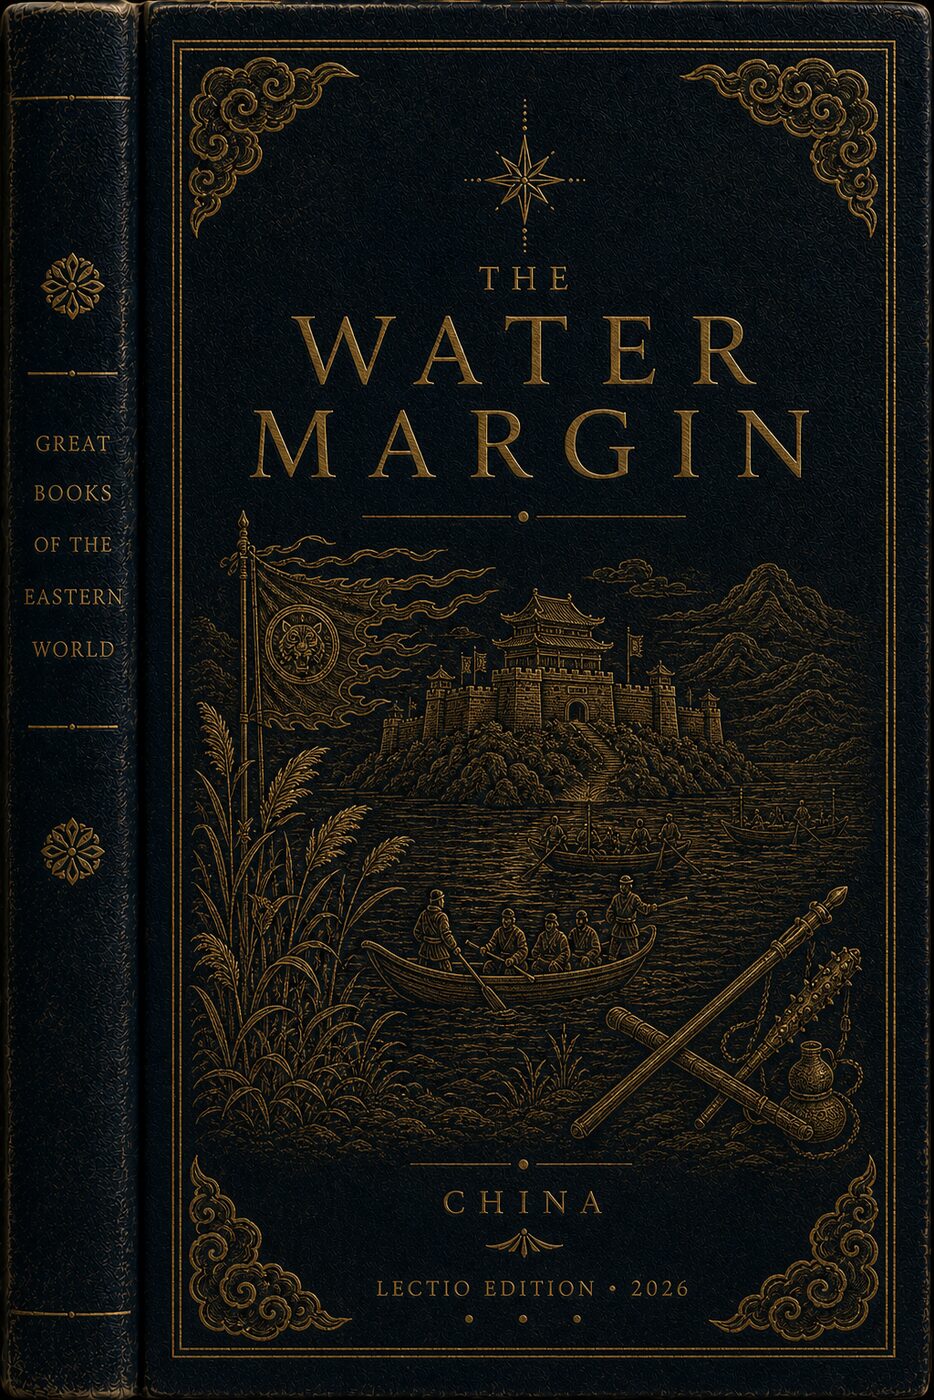 GREAT
BOOKS
OF THE
EASTERN
WORLD
THE
WATER
MARGIN
CHINA
LECTIO EDITION • 2026